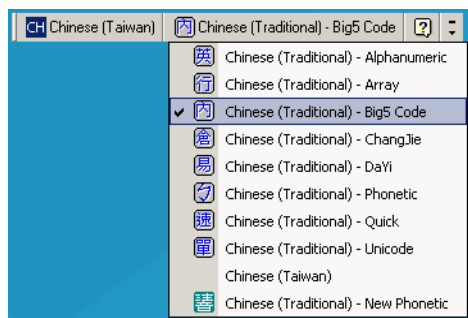 CH Chinese (Taiwan) 內 Chinese (Traditional) - Big5 Code ?
英 Chinese (Traditional) - Alphanumeric
行 Chinese (Traditional) - Array
內 Chinese (Traditional) - Big5 Code
倉 Chinese (Traditional) - ChangJie
易 Chinese (Traditional) - DaYi
ㄅ Chinese (Traditional) - Phonetic
速 Chinese (Traditional) - Quick
單 Chinese (Traditional) - Unicode
Chinese (Taiwan)
Chinese (Traditional) - New Phonetic